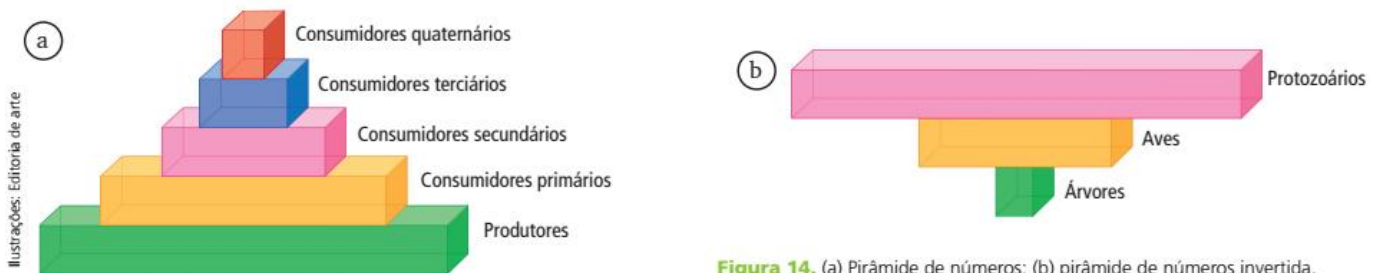 a
Consumidores quaternários
Consumidores terciários
Consumidores secundários
Consumidores primários
Produtores
Ilustrações: Editoria de arte
b
Protozoários
Aves
Árvores
Figura 14. (a) Pirâmide de números; (b) pirâmide de números invertida.